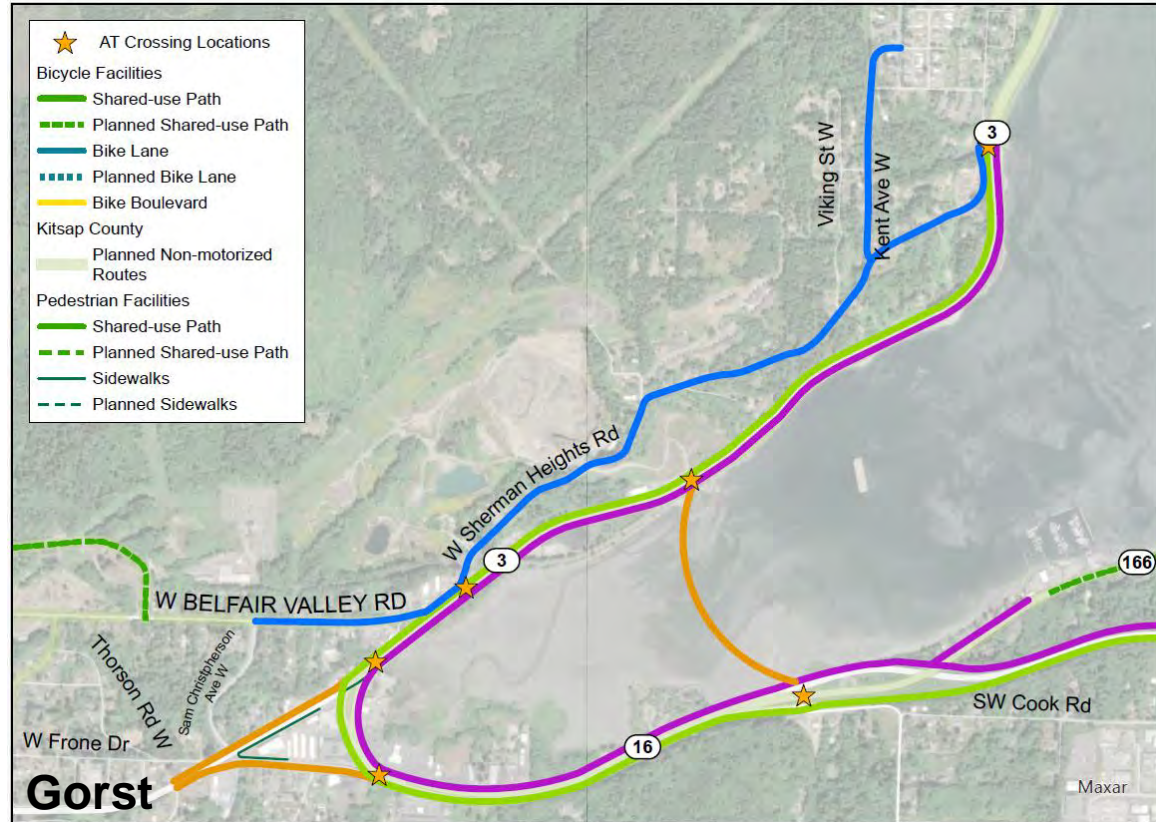 AT Crossing Locations
Bicycle Facilities
Shared-use Path
Planned Shared-use Path
Bike Lane
Planned Bike Lane
Bike Boulevard
Kitsap County
Planned Non-motorized
Routes
Pedestrian Facilities
Shared-use Path
Planned Shared-use Path
Sidewalks
Planned Sidewalks
3
Viking St W
Kent Ave W
W Sherman Heights Rd
3
166
W BELFAIR VALLEY RD
Thorson Rd W
Sam Christpherson
Ave W
SW Cook Rd
W Frone Dr
16
Gorst
Maxar